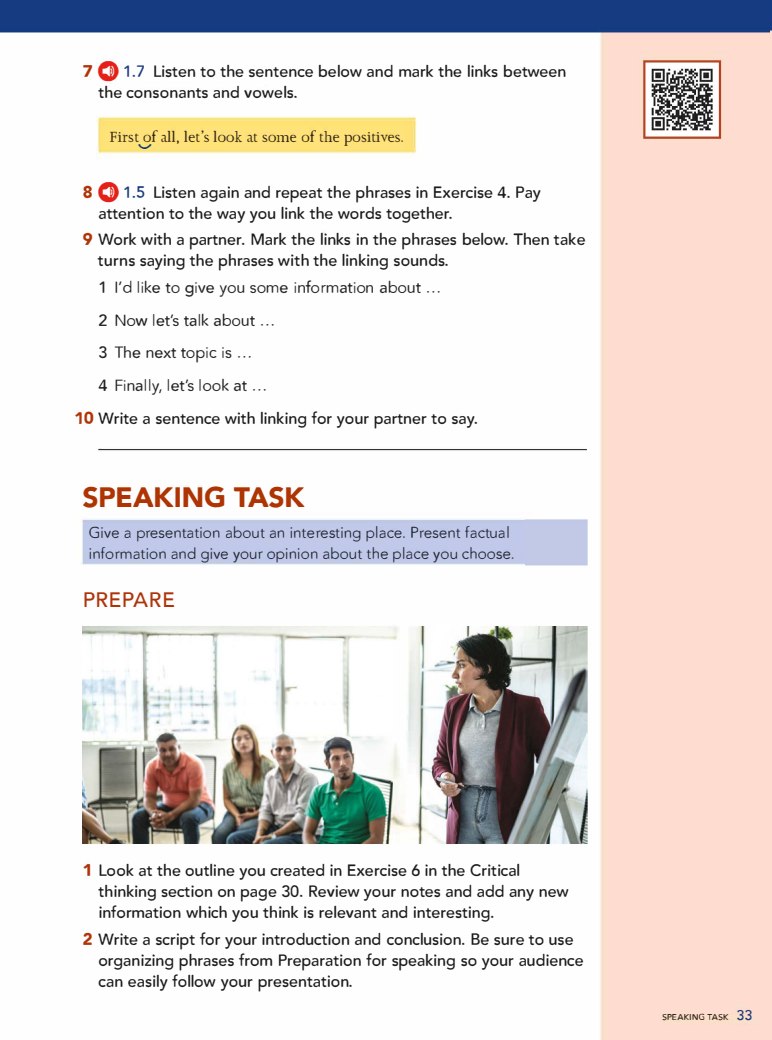 7 1.7 Listen to the sentence below and mark the links between
the consonants and vowels.
First of all, let's look at some of the positives.
8 1.5 Listen again and repeat the phrases in Exercise 4. Pay
attention to the way you link the words together.
9 Work with a partner. Mark the links in the phrases below. Then take
turns saying the phrases with the linking sounds.
1 I'd like to give you some information about …
2 Now let's talk about …
3 The next topic is …
4 Finally, let's look at …
10 Write a sentence with linking for your partner to say.
SPEAKING TASK
Give a presentation about an interesting place. Present factual
information and give your opinion about the place you choose.
PREPARE
1 Look at the outline you created in Exercise 6 in the Critical
thinking section on page 30. Review your notes and add any new
information which you think is relevant and interesting.
2 Write a script for your introduction and conclusion. Be sure to use
organizing phrases from Preparation for speaking so your audience
can easily follow your presentation.
SPEAKING TASK 33